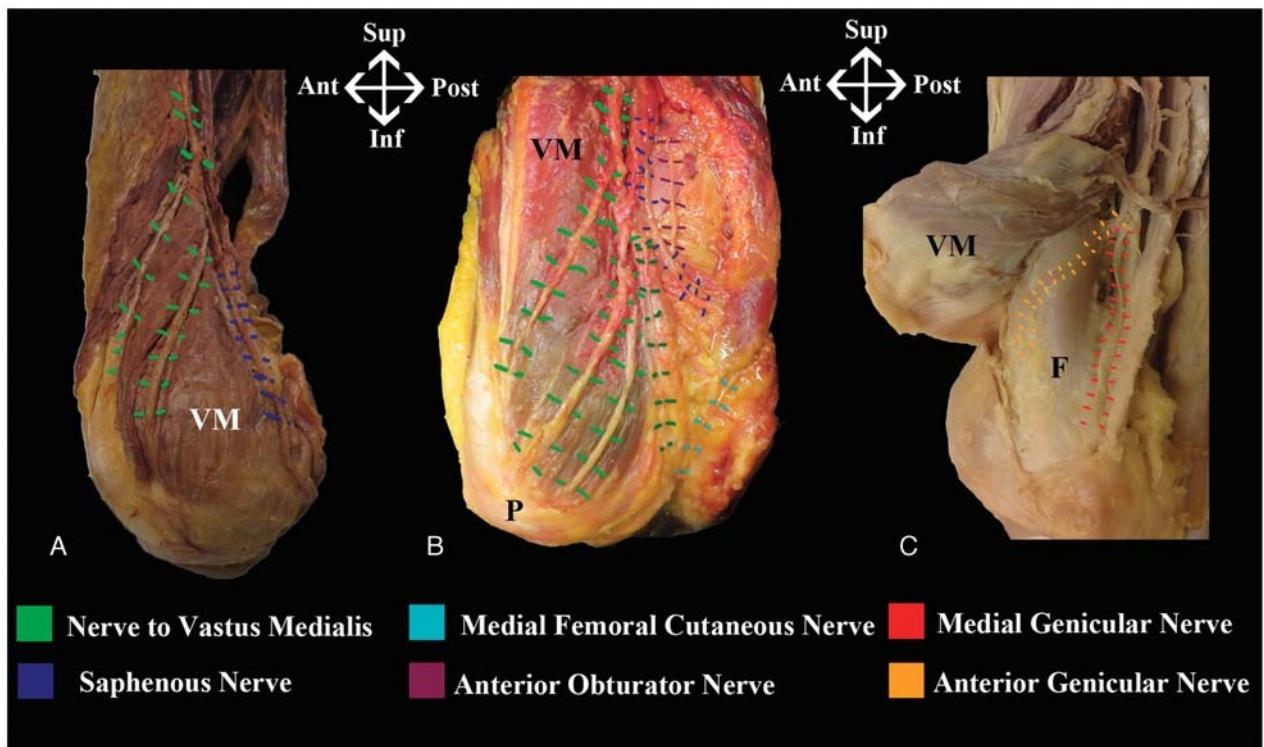 Sup
Ant Post
Inf
Sup
Ant Post
Inf
VM
VM
VM
F
P
A
B
C
Nerve to Vastus Medialis
Medial Femoral Cutaneous Nerve
Medial Genicular Nerve
Saphenous Nerve
Anterior Obturator Nerve
Anterior Genicular Nerve